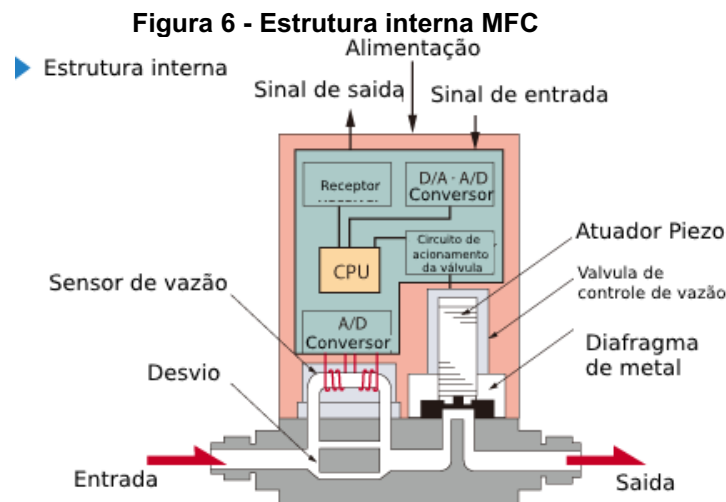 Figura 6 - Estrutura interna MFC
Alimentação
Estrutura interna
Sinal de saida
Sinal de entrada
Receptor
D/A · A/D
Conversor
Circuito de
acionamento
da válvula
CPU
Atuador Piezo
Sensor de vazão
Valvula de
controle de vazão
A/D
Conversor
Diafragma
de metal
Desvio
Entrada
Saida